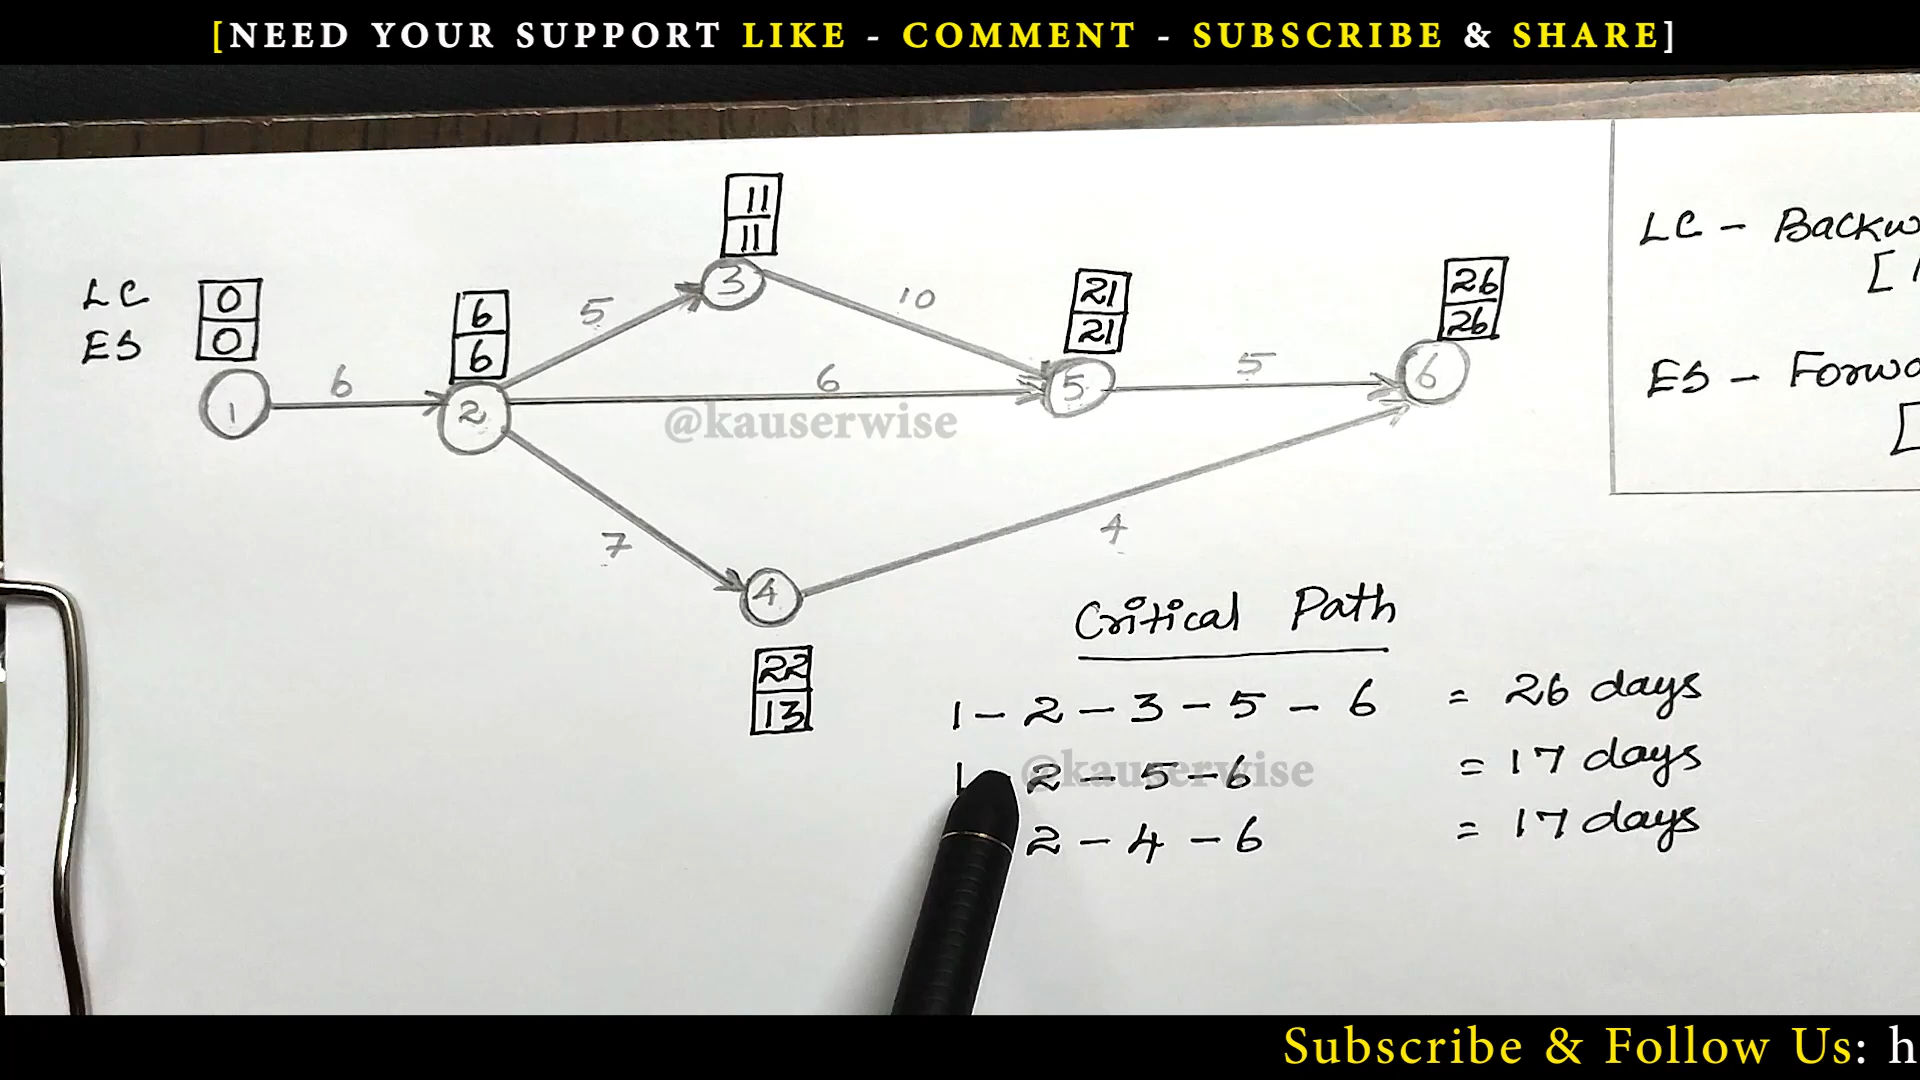 [NEED YOUR SUPPORT LIKE - COMMENT - SUBSCRIBE & SHARE]
11
11
LC - Backw
[
LC
ES
0
0
6
6
5
3
10
21
21
26
26
ES - Forwa
[
1
6
2
6
5
5
6
@kauserwise
7
4
4
22
13
Critical Path
1 - 2 - 3 - 5 - 6 = 26 days
1 2 - 5 - 6 = 17 days
@kauserwise
2 - 4 - 6 = 17 days
Subscribe & Follow Us: h